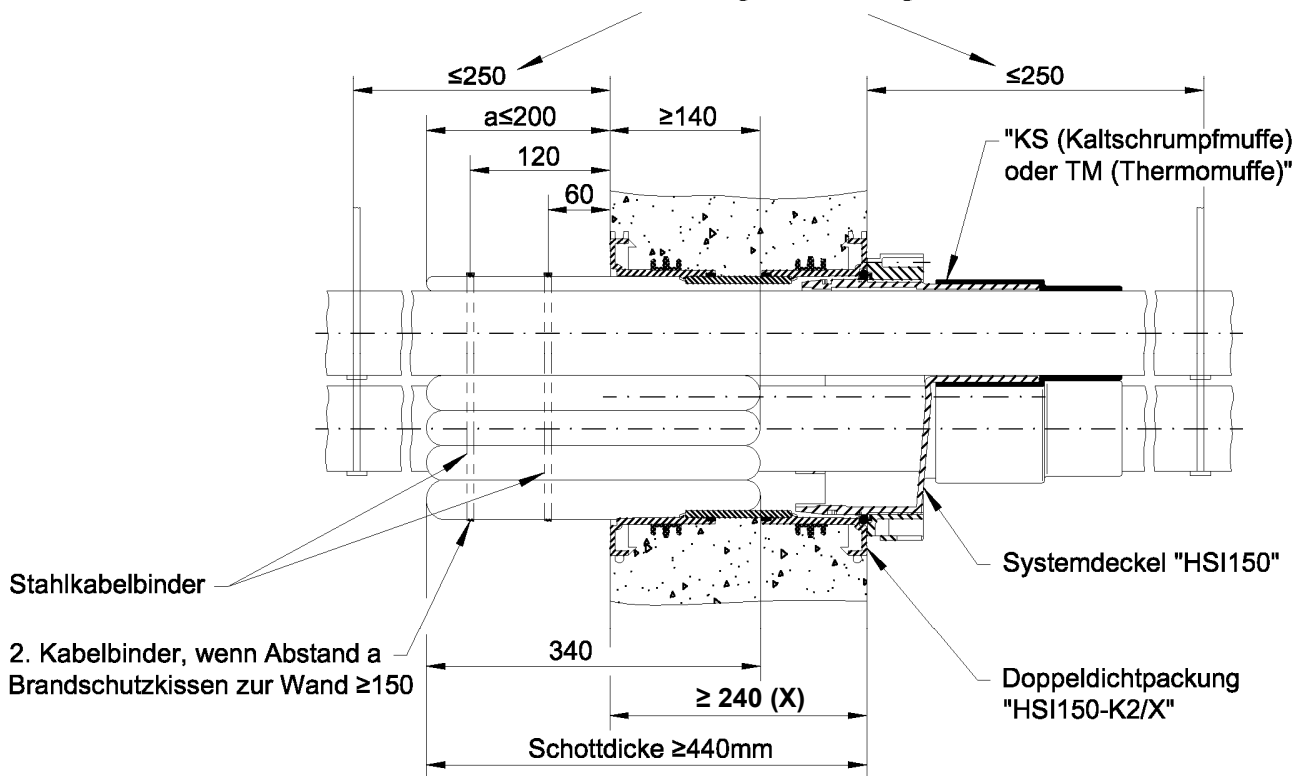 ≤250
≤250
a≤200
≥140
120
60
"KS (Kaltschrumpfmuffe)
oder TM (Thermomuffe)"
Stahlkabelbinder
2. Kabelbinder, wenn Abstand a
Brandschutzkissen zur Wand ≥150
340
≥ 240 (X)
Schottdicke ≥440mm
Systemdeckel "HSI150"
Doppeldichtpackung
"HSI150-K2/X"